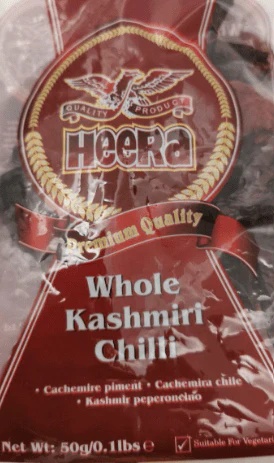 QUALITY PRODUCT
HEERA
Premium Quality
Whole
Kashmiri
Chilli
• Cachemire piment • Cachemira chile
• Kashmir peperoncino
Net Wt: 50g/0.1lbs e
Suitable For Vegetar